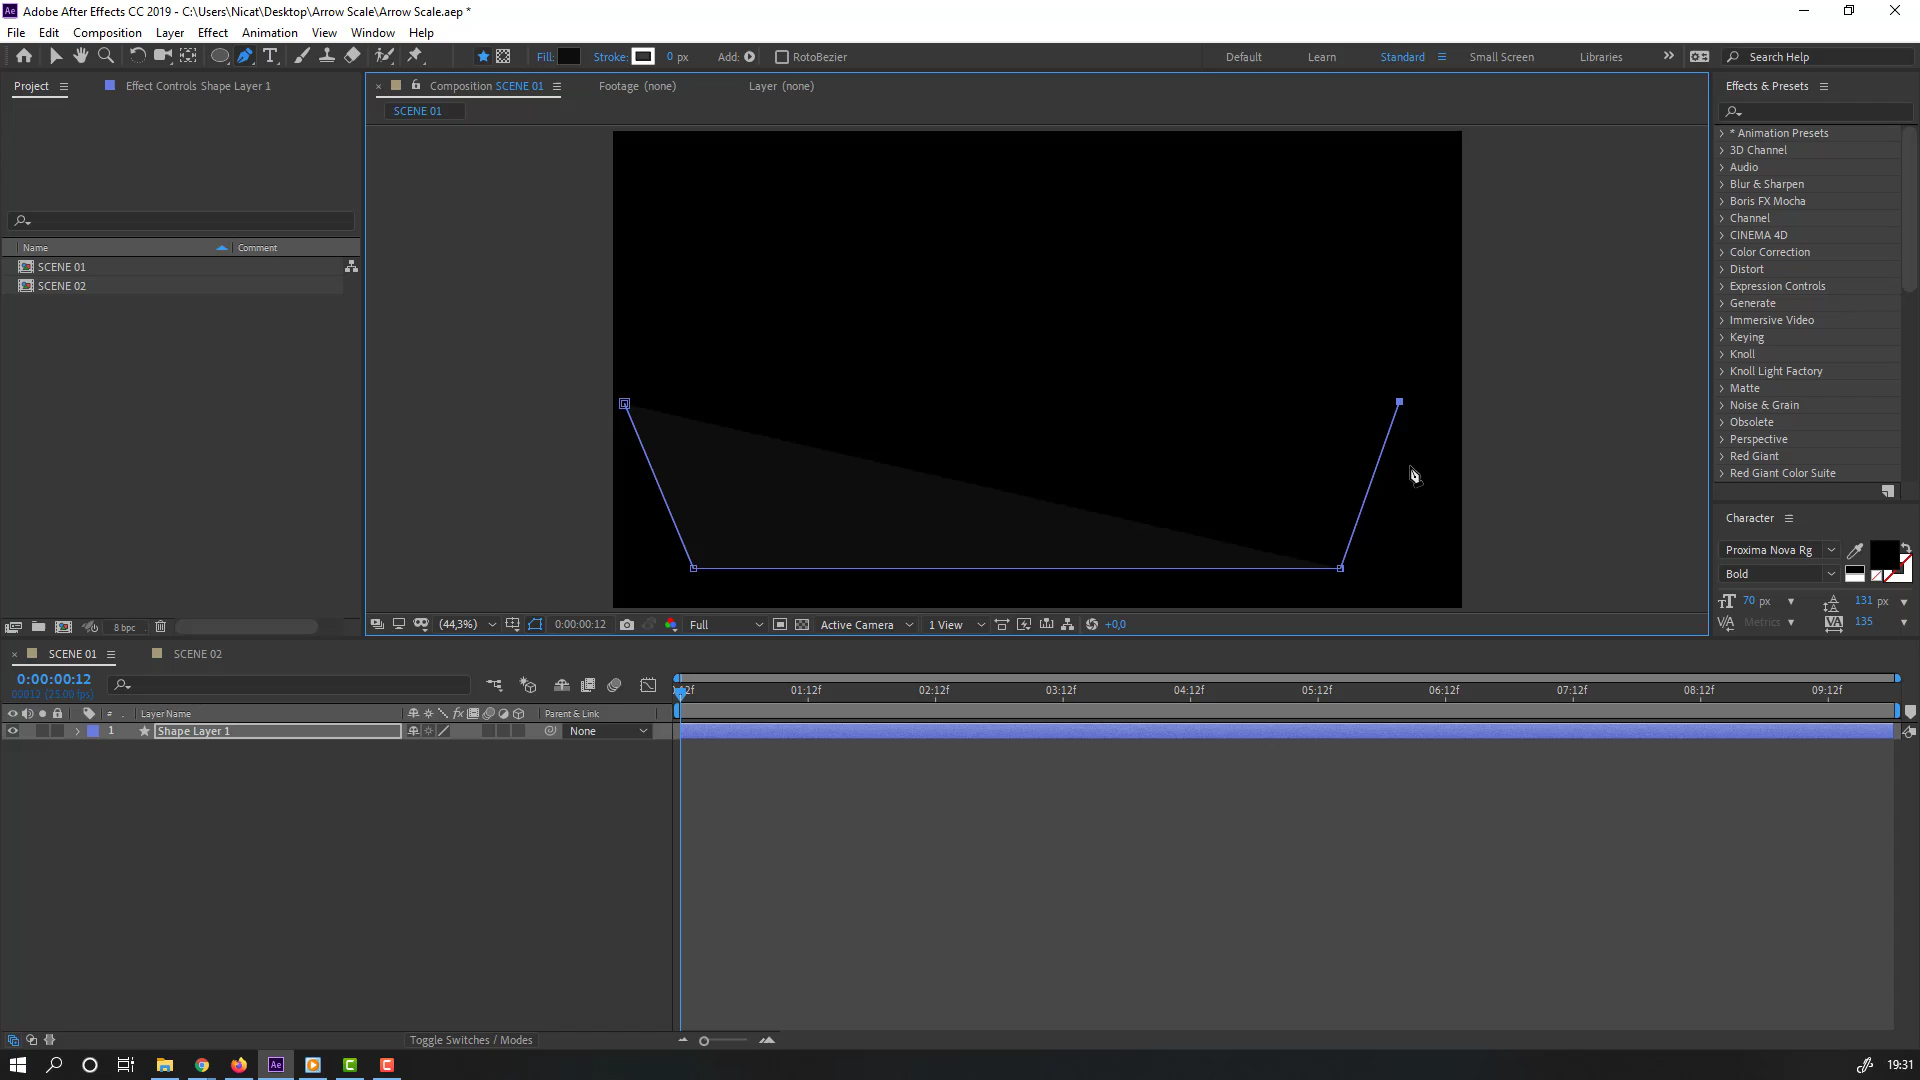 Adobe After Effects CC 2019 - C:\Users\Nicat\Desktop\Arrow Scale\Arrow Scale.aep *
File Edit Composition Layer Effect Animation View Window Help
Fill: Stroke: 0 px Add: RotoBezier
Default Learn Standard Small Screen Libraries
Search Help
Project Effect Controls Shape Layer 1
Composition SCENE 01 Footage (none) Layer (none)
SCENE 01
Name Comment
SCENE 01
SCENE 02
8 bpc
(44,3%) 0:00:00:12 Full Active Camera 1 View +0,0
Effects & Presets
* Animation Presets
3D Channel
Audio
Blur & Sharpen
Boris FX Mocha
Channel
CINEMA 4D
Color Correction
Distort
Expression Controls
Generate
Immersive Video
Keying
Knoll
Knoll Light Factory
Matte
Noise & Grain
Obsolete
Perspective
Red Giant
Red Giant Color Suite
Character
Proxima Nova Rg
Bold
70 px 131 px
Metrics 135
SCENE 01 SCENE 02
0:00:00:12
00012 (25.00 fps)
12f 01:12f 02:12f 03:12f 04:12f 05:12f 06:12f 07:12f 08:12f 09:12f
# Layer Name fx Parent & Link
1 Shape Layer 1 None
Toggle Switches / Modes
Ae
19:31